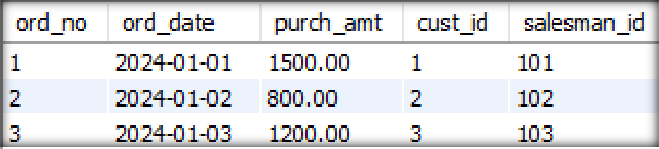 ord_no ord_date purch_amt cust_id salesman_id
1 2024-01-01 1500.00 1 101
2 2024-01-02 800.00 2 102
3 2024-01-03 1200.00 3 103